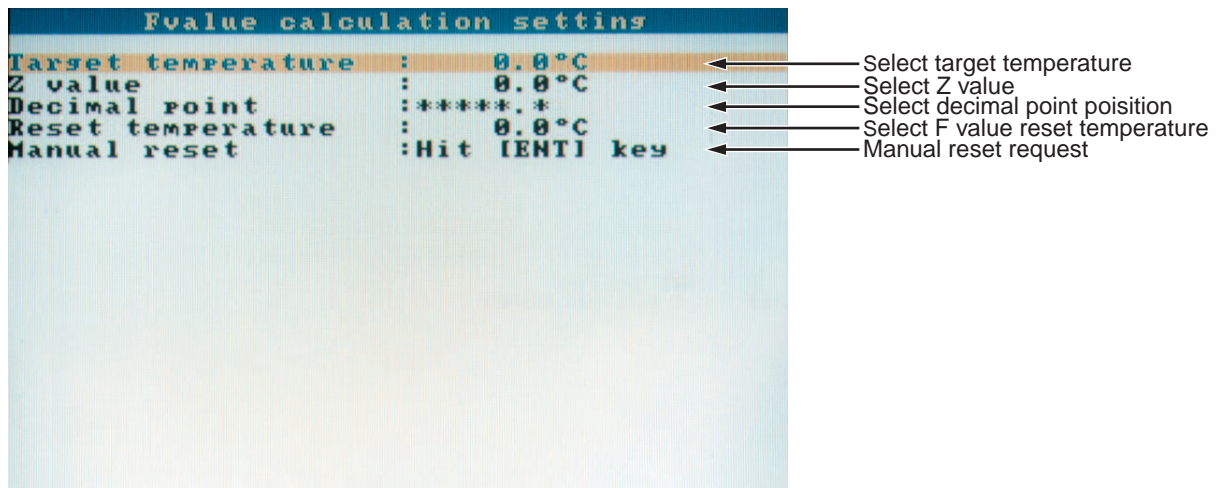 Fvalue calculation setting
Target temperature : 0.0°C
Select target temperature
Z value : 0.0°C
Select Z value
Decimal point :*****.*
Select decimal point poisition
Reset temperature : 0.0°C
Select F value reset temperature
Manual reset :Hit [ENT] key
Manual reset request